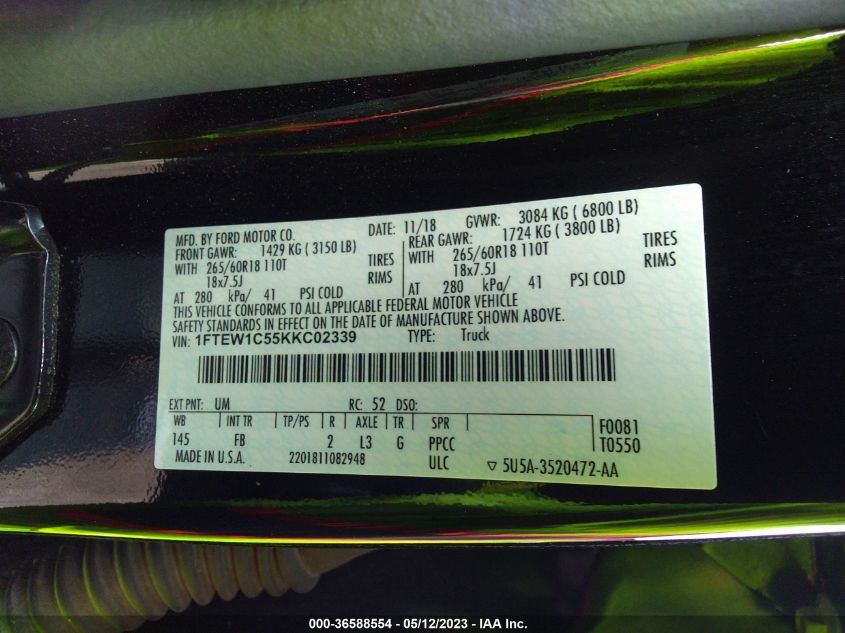 MFD. BY FORD MOTOR CO. DATE: 11/18 GVWR: 3084 KG ( 6800 LB)
FRONT GAWR: 1429 KG ( 3150 LB) REAR GAWR: 1724 KG ( 3800 LB)
WITH 265/60R18 110T TIRES WITH 265/60R18 110T TIRES
18x7.5J RIMS 18x7.5J RIMS
AT 280 kPa/ 41 PSI COLD AT 280 kPa/ 41 PSI COLD
THIS VEHICLE CONFORMS TO ALL APPLICABLE FEDERAL MOTOR VEHICLE
SAFETY STANDARDS IN EFFECT ON THE DATE OF MANUFACTURE SHOWN ABOVE.
VIN: 1FTEW1C55KKC02339 TYPE: Truck
EXT PNT: UM RC: 52 DSO:
WB INT TR TP/PS R AXLE TR SPR F0081
145 FB 2 L3 G PPCC T0550
MADE IN U.S.A. 2201811082948 ULC ▽ 5U5A-3520472-AA
000-36588554 - 05/12/2023 - IAA Inc.